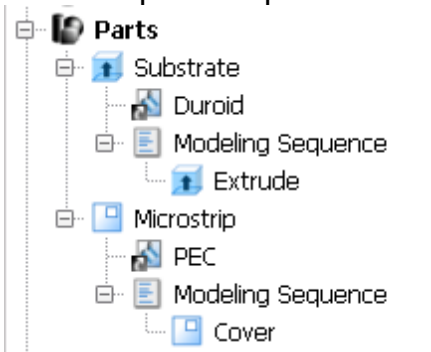 Parts
Substrate
Duroid
Modeling Sequence
Extrude
Microstrip
PEC
Modeling Sequence
Cover